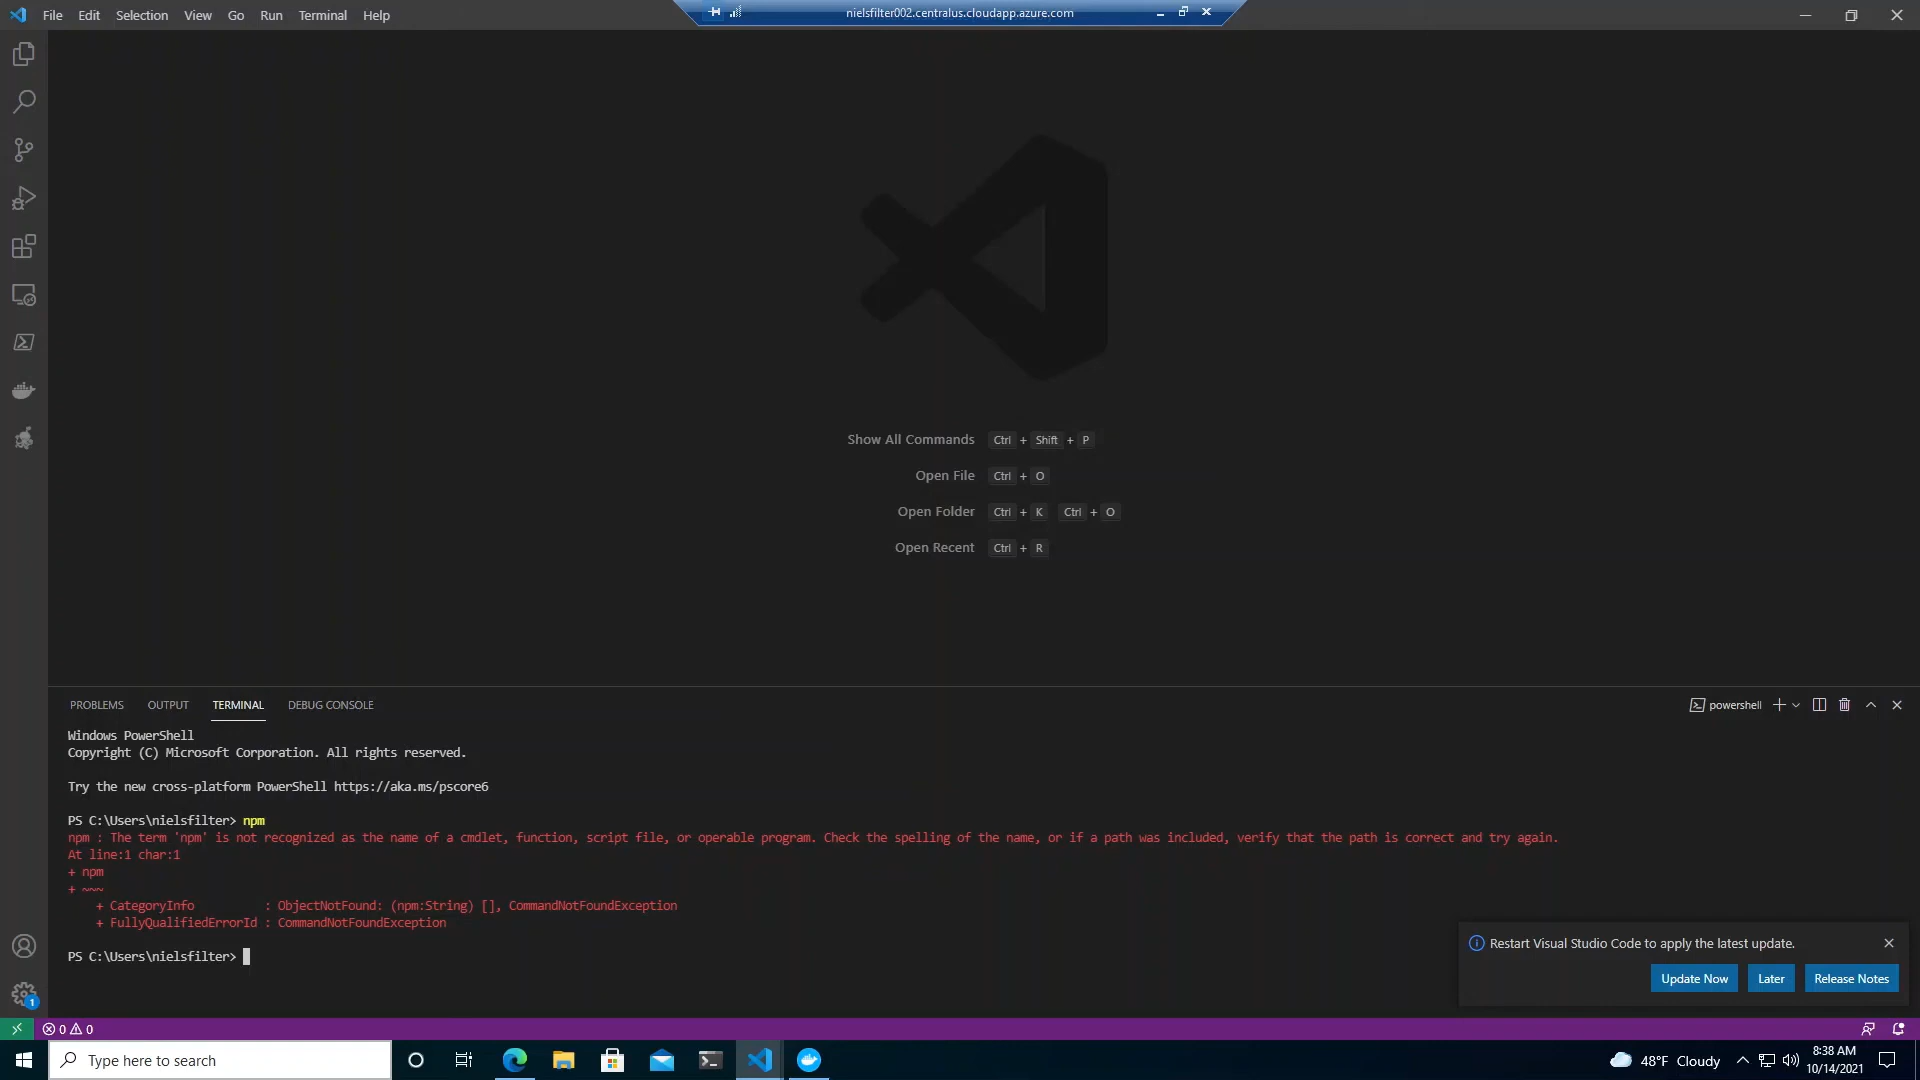 File Edit Selection View Go Run Terminal Help
nielsfilter002.centralus.cloudapp.azure.com
Show All Commands Ctrl + Shift + P
Open File Ctrl + O
Open Folder Ctrl + K Ctrl + O
Open Recent Ctrl + R
PROBLEMS OUTPUT TERMINAL DEBUG CONSOLE
powershell
Windows PowerShell
Copyright (C) Microsoft Corporation. All rights reserved.
Try the new cross-platform PowerShell https://aka.ms/pscore6
PS C:\Users\nielsfilter> npm
npm : The term 'npm' is not recognized as the name of a cmdlet, function, script file, or operable program. Check the spelling of the name, or if a path was included, verify that the path is correct and try again.
At line:1 char:1
+ npm
+ ~~~
    + CategoryInfo          : ObjectNotFound: (npm:String) [], CommandNotFoundException
    + FullyQualifiedErrorId : CommandNotFoundException
PS C:\Users\nielsfilter>
Restart Visual Studio Code to apply the latest update.
Update Now Later Release Notes
1
0 0
Type here to search
48°F Cloudy
8:38 AM
10/14/2021